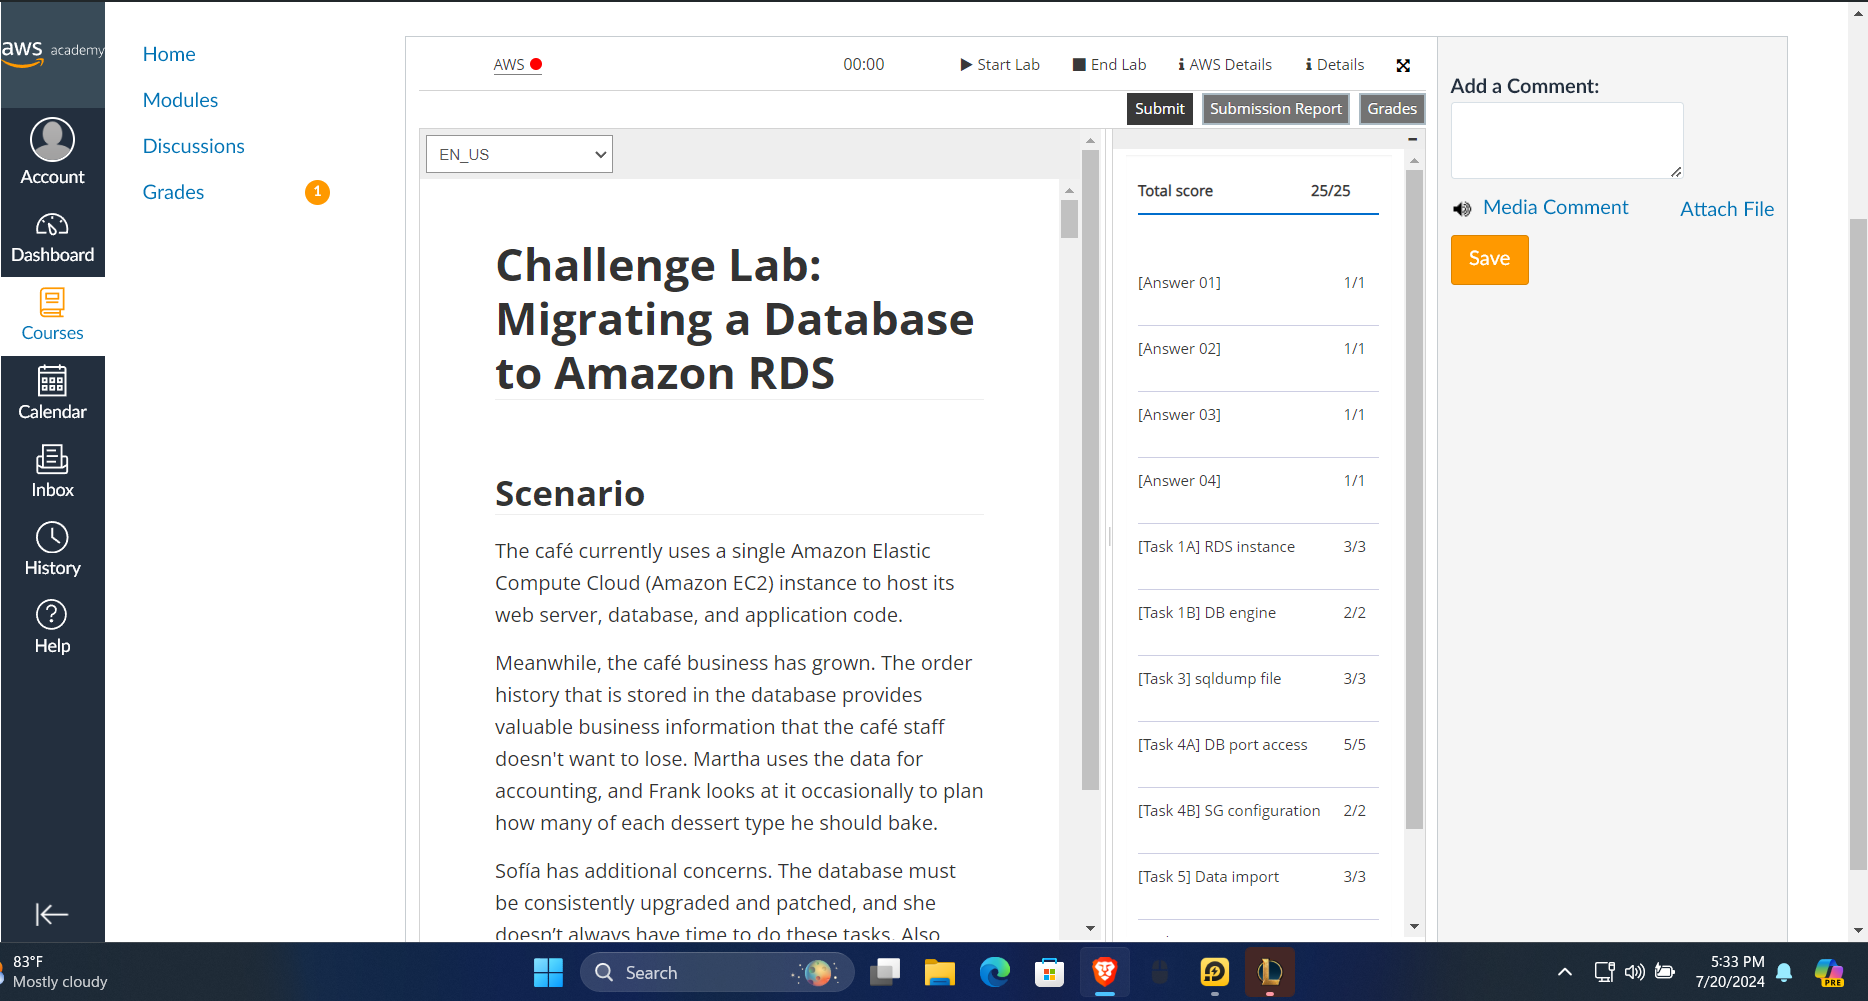 aws academy
Account
Dashboard
Courses
Calendar
Inbox
History
Help
Home
Modules
Discussions
Grades
1
AWS
00:00
Start Lab
End Lab
AWS Details
Details
Submit
Submission Report
Grades
EN_US
Challenge Lab:
Migrating a Database
to Amazon RDS
Scenario
The café currently uses a single Amazon Elastic
Compute Cloud (Amazon EC2) instance to host its
web server, database, and application code.
Meanwhile, the café business has grown. The order
history that is stored in the database provides
valuable business information that the café staff
doesn't want to lose. Martha uses the data for
accounting, and Frank looks at it occasionally to plan
how many of each dessert type he should bake.
Sofía has additional concerns. The database must
be consistently upgraded and patched, and she
doesn’t always have time to do these tasks. Also
Total score 25/25
[Answer 01] 1/1
[Answer 02] 1/1
[Answer 03] 1/1
[Answer 04] 1/1
[Task 1A] RDS instance 3/3
[Task 1B] DB engine 2/2
[Task 3] sqldump file 3/3
[Task 4A] DB port access 5/5
[Task 4B] SG configuration 2/2
[Task 5] Data import 3/3
Add a Comment:
Media Comment
Attach File
Save
83°F
Mostly cloudy
Search
5:33 PM
7/20/2024
PRE